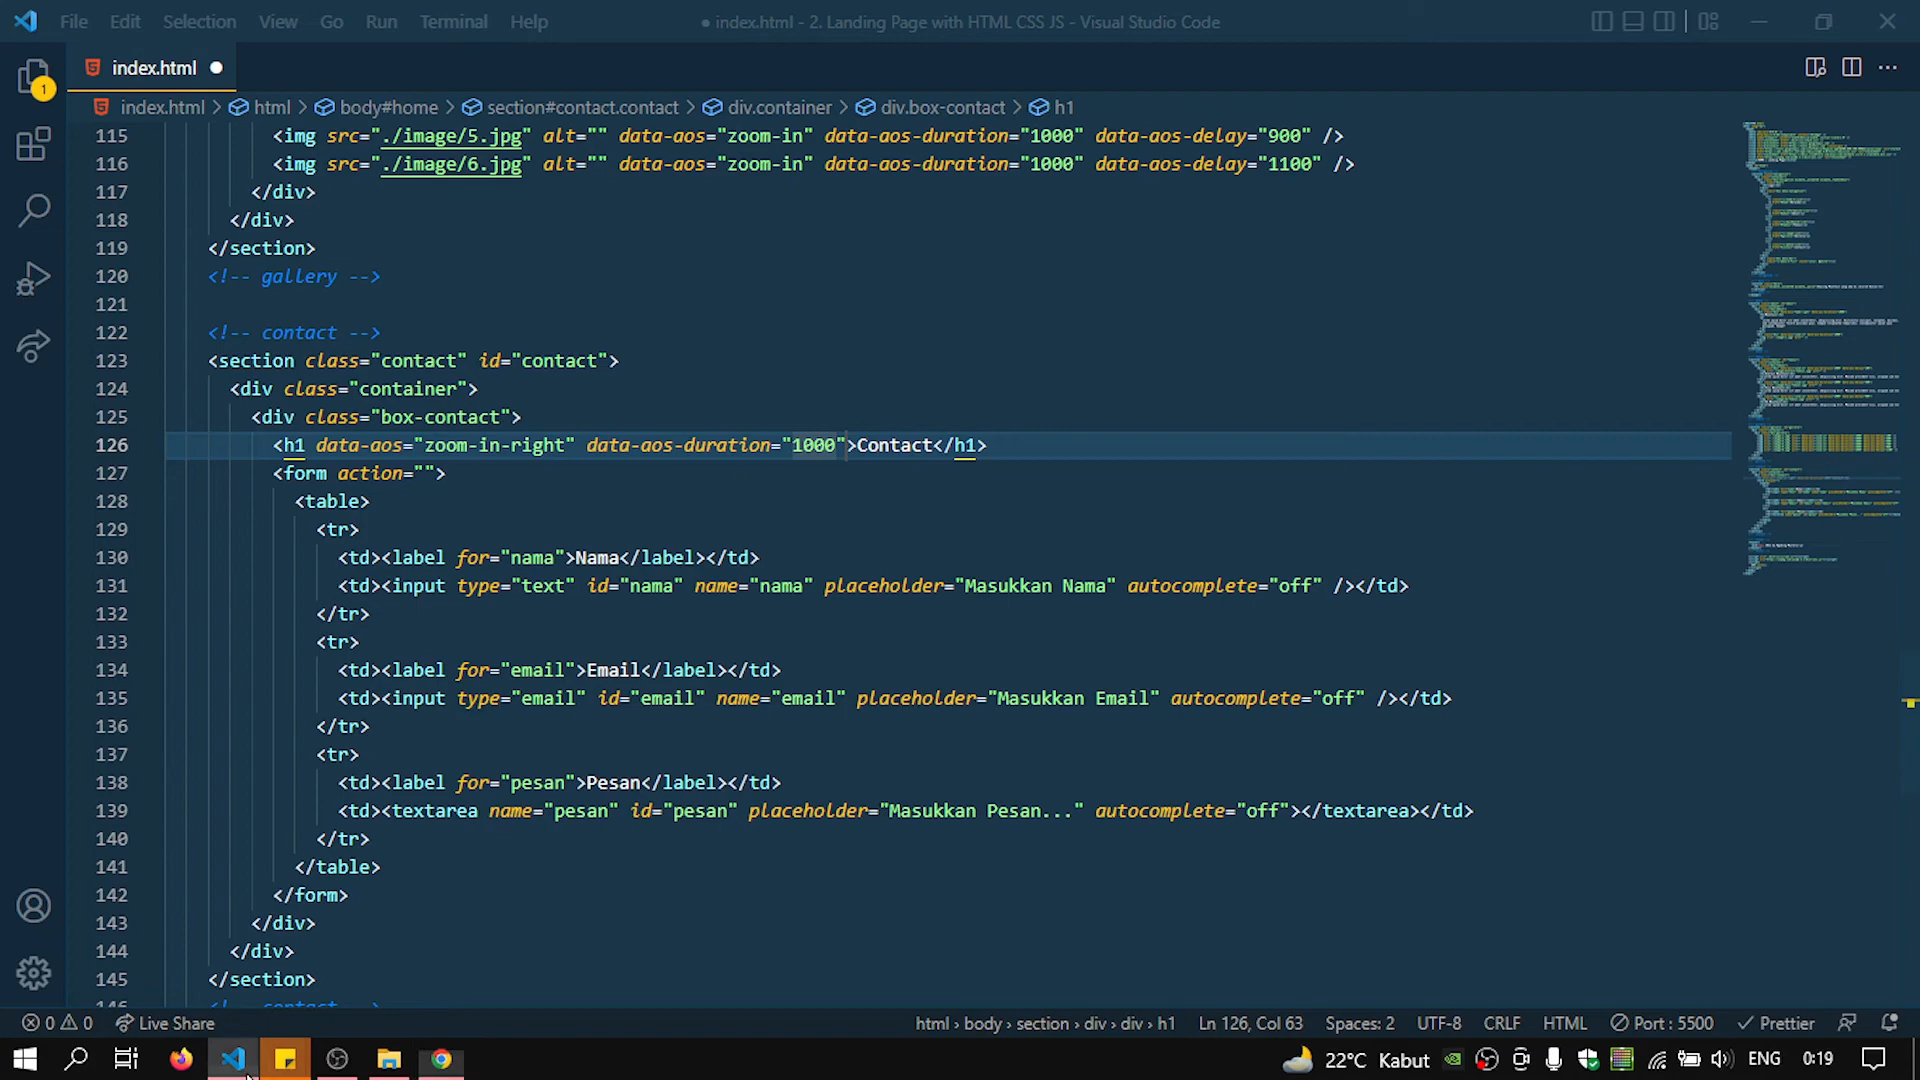 File Edit Selection View Go Run Terminal Help
● index.html - 2. Landing Page with HTML CSS JS - Visual Studio Code
index.html
1
index.html > html > body#home > section#contact.contact > div.container > div.box-contact > h1
115 <img src="./image/5.jpg" alt="" data-aos="zoom-in" data-aos-duration="1000" data-aos-delay="900" />
116 <img src="./image/6.jpg" alt="" data-aos="zoom-in" data-aos-duration="1000" data-aos-delay="1100" />
117 </div>
118 </div>
119 </section>
120 <!-- gallery -->
121
122 <!-- contact -->
123 <section class="contact" id="contact">
124 <div class="container">
125 <div class="box-contact">
126 <h1 data-aos="zoom-in-right" data-aos-duration="1000">Contact</h1>
127 <form action="">
128 <table>
129 <tr>
130 <td><label for="nama">Nama</label></td>
131 <td><input type="text" id="nama" name="nama" placeholder="Masukkan Nama" autocomplete="off" /></td>
132 </tr>
133 <tr>
134 <td><label for="email">Email</label></td>
135 <td><input type="email" id="email" name="email" placeholder="Masukkan Email" autocomplete="off" /></td>
136 </tr>
137 <tr>
138 <td><label for="pesan">Pesan</label></td>
139 <td><textarea name="pesan" id="pesan" placeholder="Masukkan Pesan..." autocomplete="off"></textarea></td>
140 </tr>
141 </table>
142 </form>
143 </div>
144 </div>
145 </section>
146 <!-- contact -->
0 0 Live Share
html › body › section › div › div › h1 Ln 126, Col 63 Spaces: 2 UTF-8 CRLF HTML Port : 5500 Prettier
22°C Kabut ENG 0:19